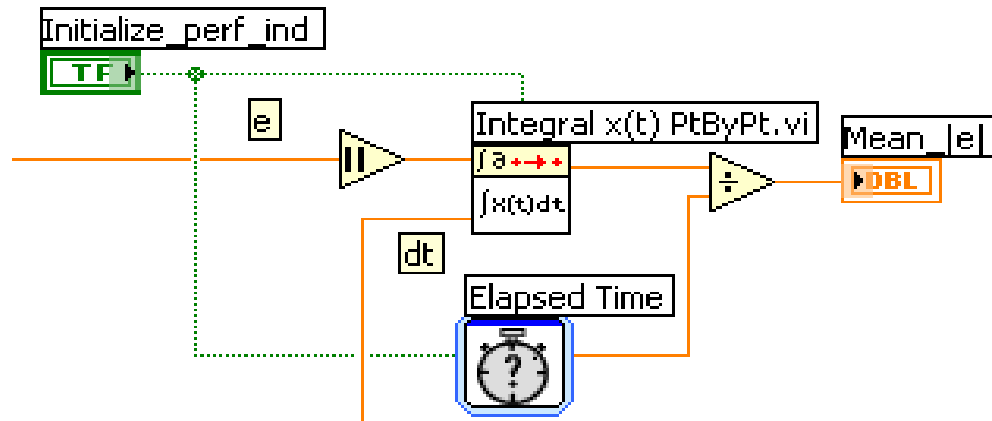 Initialize_perf_ind
TF
e
Integral x(t) PtByPt.vi
Mean_|e|
∫a
÷
DBL
∫x(t)dt
dt
Elapsed Time
?